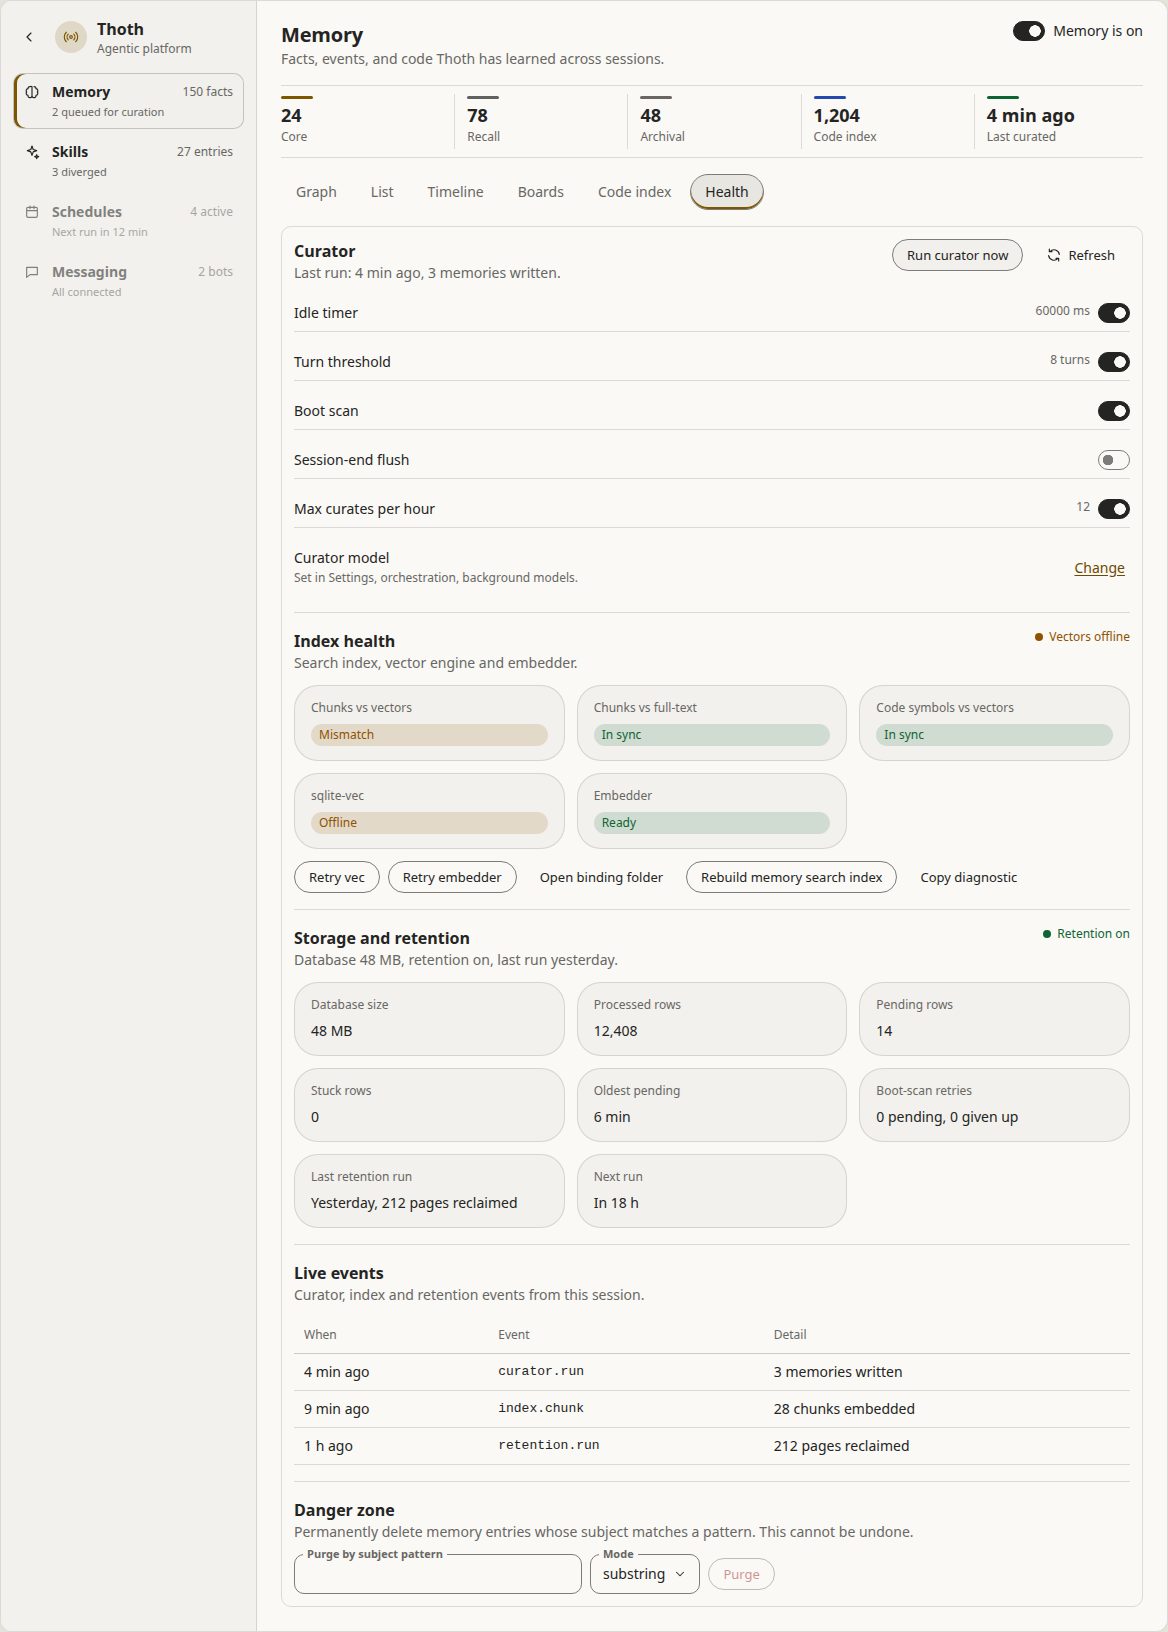 Thoth
Agentic platform
Memory
150 facts
2 queued for curation
Skills
27 entries
3 diverged
Schedules
4 active
Next run in 12 min
Messaging
2 bots
All connected
Memory
Facts, events, and code Thoth has learned across sessions.
Memory is on
24
Core
78
Recall
48
Archival
1,204
Code index
4 min ago
Last curated
Graph
List
Timeline
Boards
Code index
Health
Curator
Last run: 4 min ago, 3 memories written.
Run curator now
Refresh
Idle timer
60000 ms
Turn threshold
8 turns
Boot scan
Session-end flush
Max curates per hour
12
Curator model
Set in Settings, orchestration, background models.
Change
Index health
Search index, vector engine and embedder.
Vectors offline
Chunks vs vectors
Mismatch
Chunks vs full-text
In sync
Code symbols vs vectors
In sync
sqlite-vec
Offline
Embedder
Ready
Retry vec
Retry embedder
Open binding folder
Rebuild memory search index
Copy diagnostic
Storage and retention
Database 48 MB, retention on, last run yesterday.
Retention on
Database size
48 MB
Processed rows
12,408
Pending rows
14
Stuck rows
0
Oldest pending
6 min
Boot-scan retries
0 pending, 0 given up
Last retention run
Yesterday, 212 pages reclaimed
Next run
In 18 h
Live events
Curator, index and retention events from this session.
When
Event
Detail
4 min ago
curator.run
3 memories written
9 min ago
index.chunk
28 chunks embedded
1 h ago
retention.run
212 pages reclaimed
Danger zone
Permanently delete memory entries whose subject matches a pattern. This cannot be undone.
Purge by subject pattern
Mode
substring
Purge